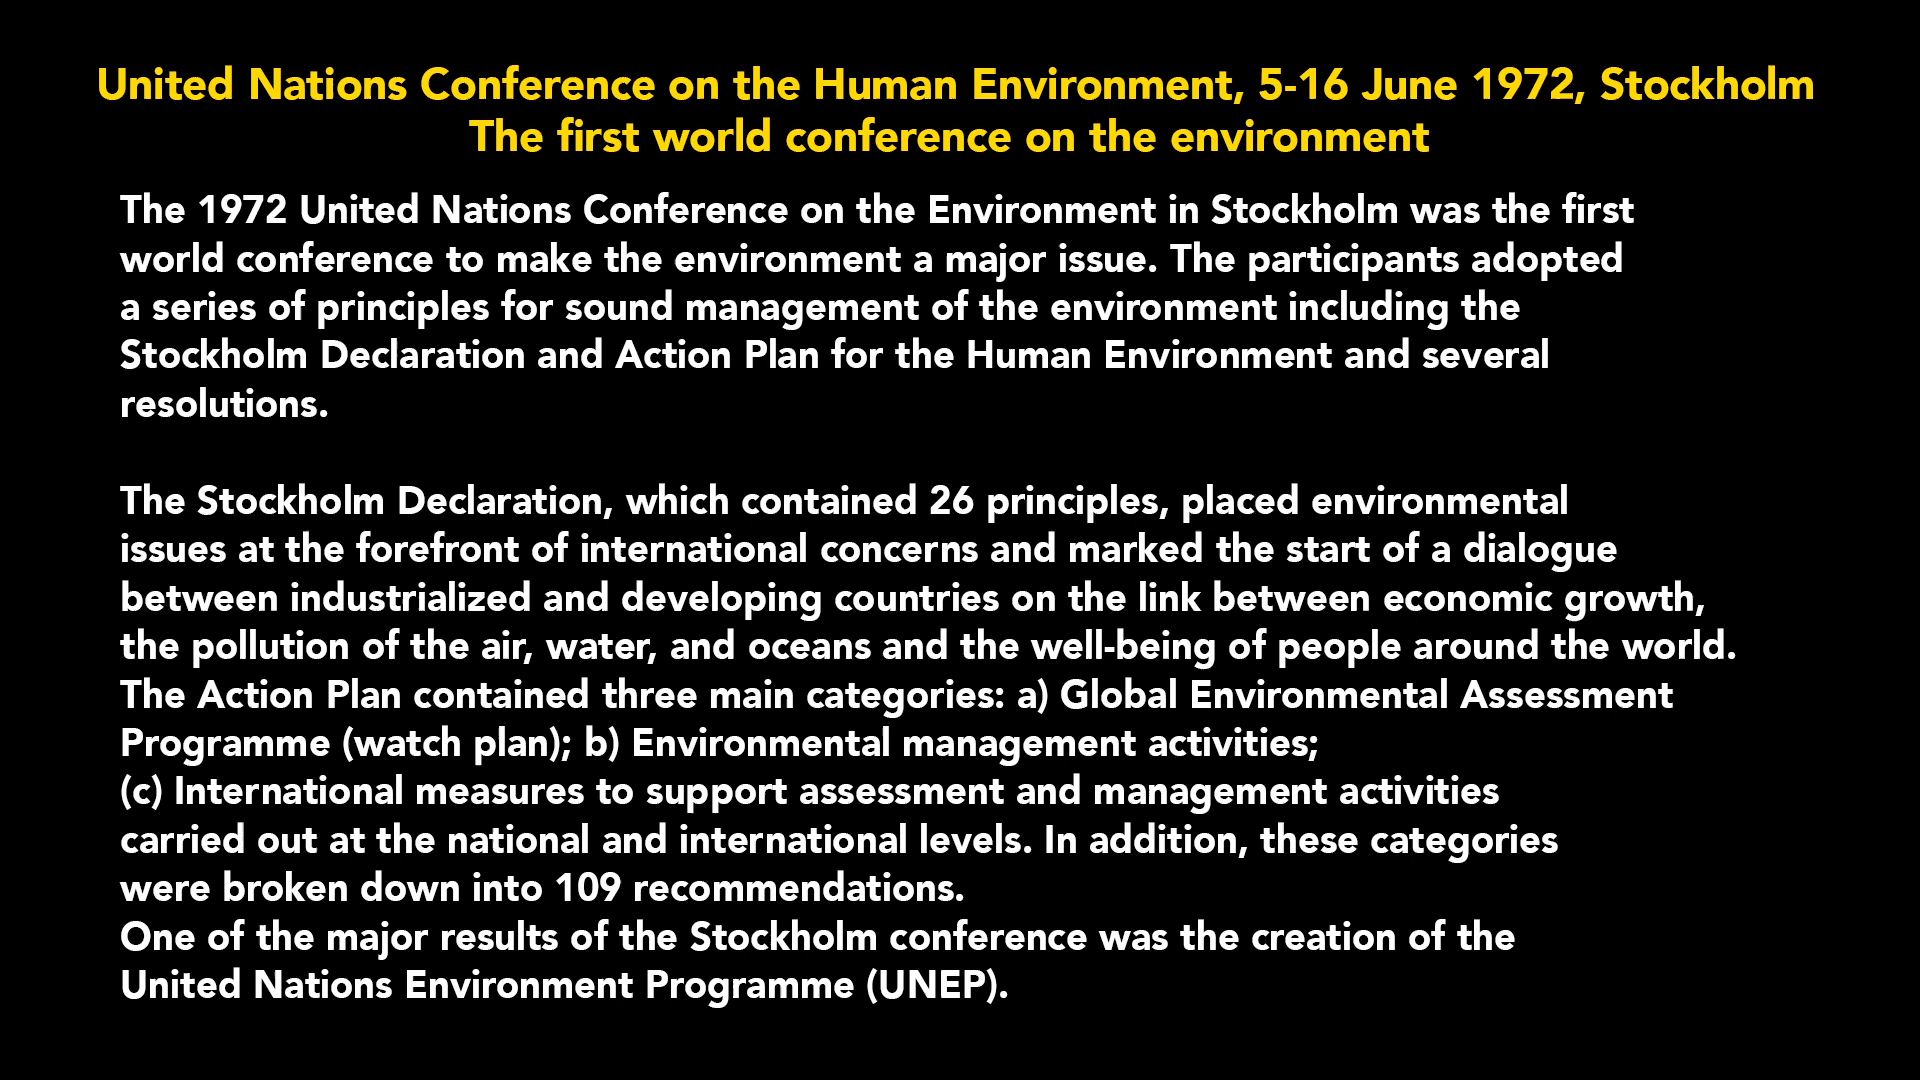 United Nations Conference on the Human Environment, 5-16 June 1972, Stockholm
The first world conference on the environment
The 1972 United Nations Conference on the Environment in Stockholm was the first
world conference to make the environment a major issue. The participants adopted
a series of principles for sound management of the environment including the
Stockholm Declaration and Action Plan for the Human Environment and several
resolutions.
The Stockholm Declaration, which contained 26 principles, placed environmental
issues at the forefront of international concerns and marked the start of a dialogue
between industrialized and developing countries on the link between economic growth,
the pollution of the air, water, and oceans and the well-being of people around the world.
The Action Plan contained three main categories: a) Global Environmental Assessment
Programme (watch plan); b) Environmental management activities;
(c) International measures to support assessment and management activities
carried out at the national and international levels. In addition, these categories
were broken down into 109 recommendations.
One of the major results of the Stockholm conference was the creation of the
United Nations Environment Programme (UNEP).